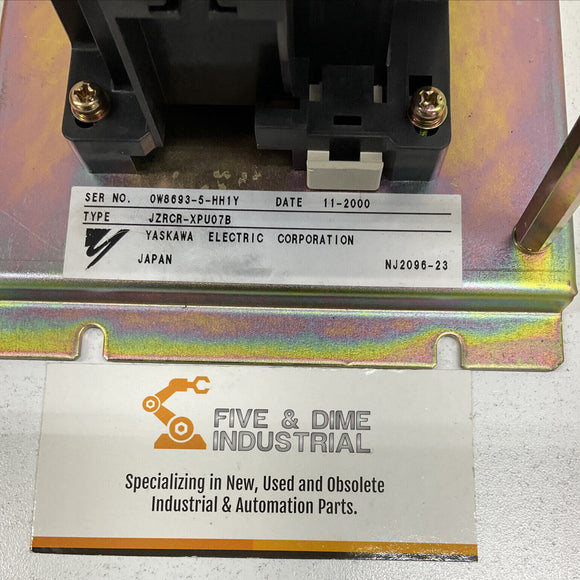 SER NO. OW8693-5-HH1Y DATE 11-2000
TYPE JZRCR-XPU07B
YASKAWA ELECTRIC CORPORATION
JAPAN NJ2096-23
FIVE & DIME
INDUSTRIAL
Specializing in New, Used and Obsolete
Industrial & Automation Parts.